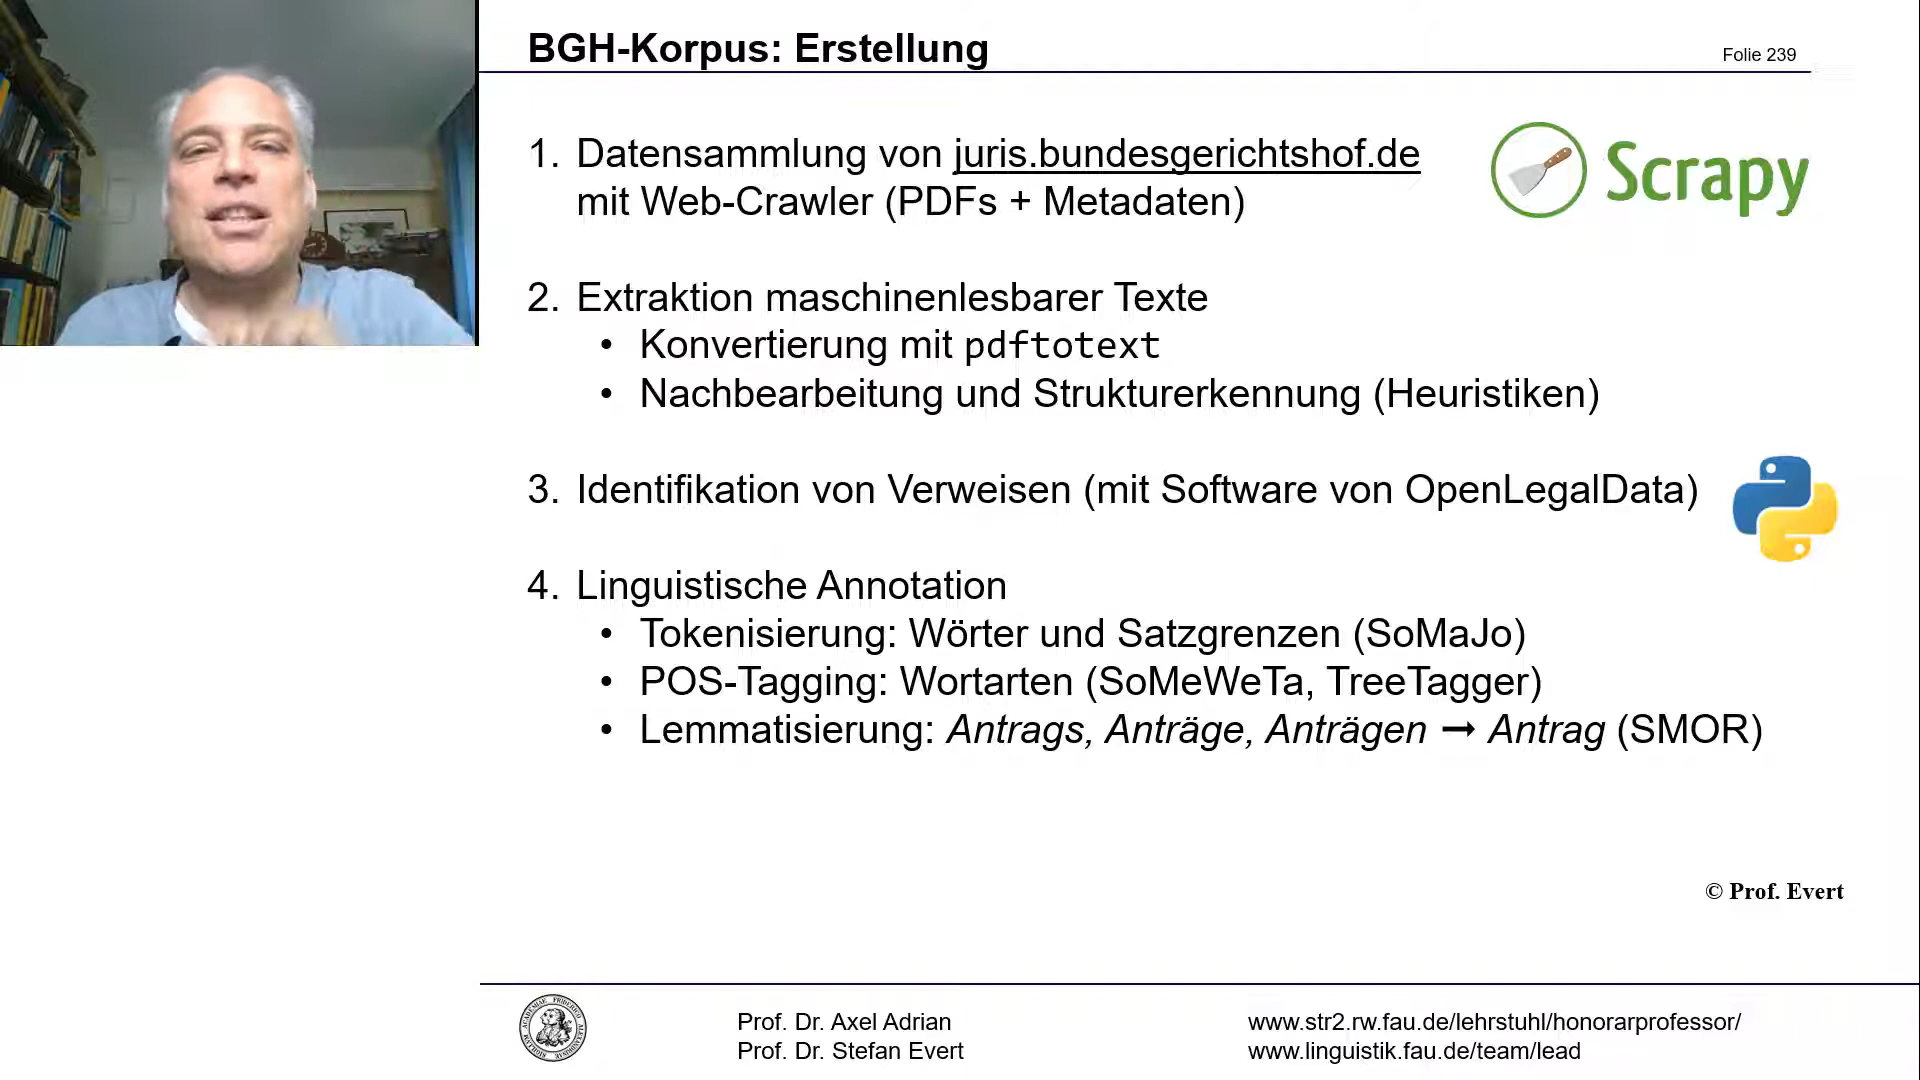 BGH-Korpus: Erstellung
Folie 239
1. Datensammlung von juris.bundesgerichtshof.de
mit Web-Crawler (PDFs + Metadaten)
Scrapy
2. Extraktion maschinenlesbarer Texte
• Konvertierung mit pdftotext
• Nachbearbeitung und Strukturerkennung (Heuristiken)
3. Identifikation von Verweisen (mit Software von OpenLegalData)
4. Linguistische Annotation
• Tokenisierung: Wörter und Satzgrenzen (SoMaJo)
• POS-Tagging: Wortarten (SoMeWeTa, TreeTagger)
• Lemmatisierung: Antrags, Anträge, Anträgen → Antrag (SMOR)
© Prof. Evert
Prof. Dr. Axel Adrian
Prof. Dr. Stefan Evert
www.str2.rw.fau.de/lehrstuhl/honorarprofessor/
www.linguistik.fau.de/team/lead